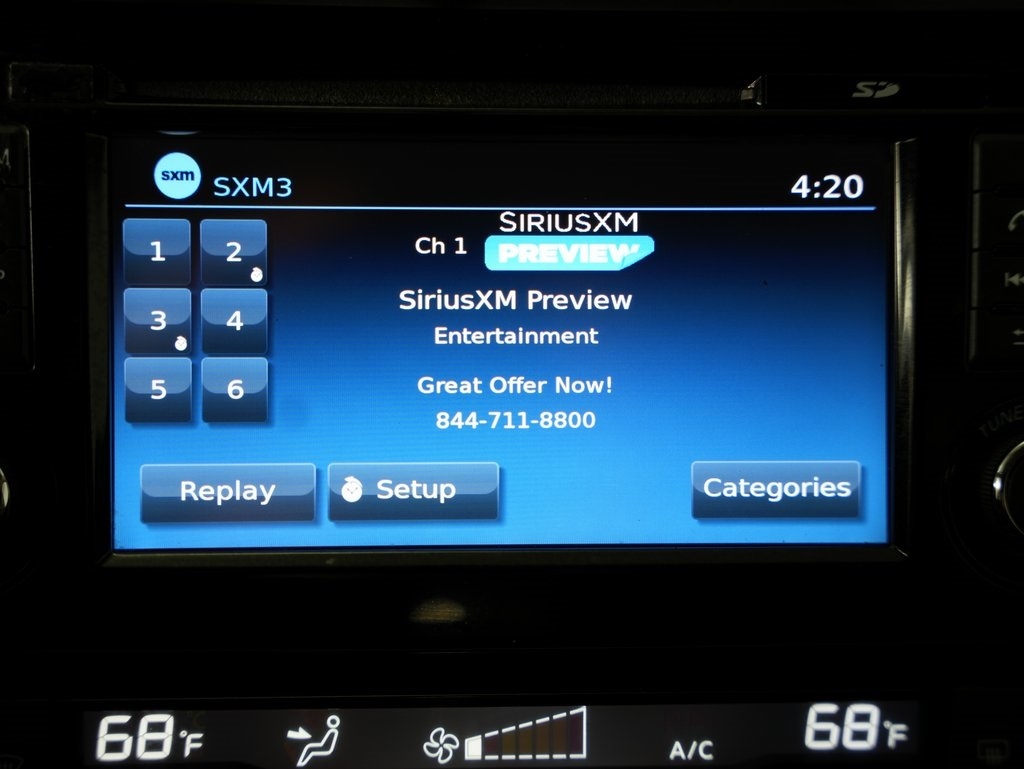 SD
sxm SXM3 4:20
SIRIUSXM
Ch 1 PREVIEW
1 2
3 4
5 6
SiriusXM Preview
Entertainment
Great Offer Now!
844-711-8800
Replay Setup Categories
TUNE
68°F A/C 68°F